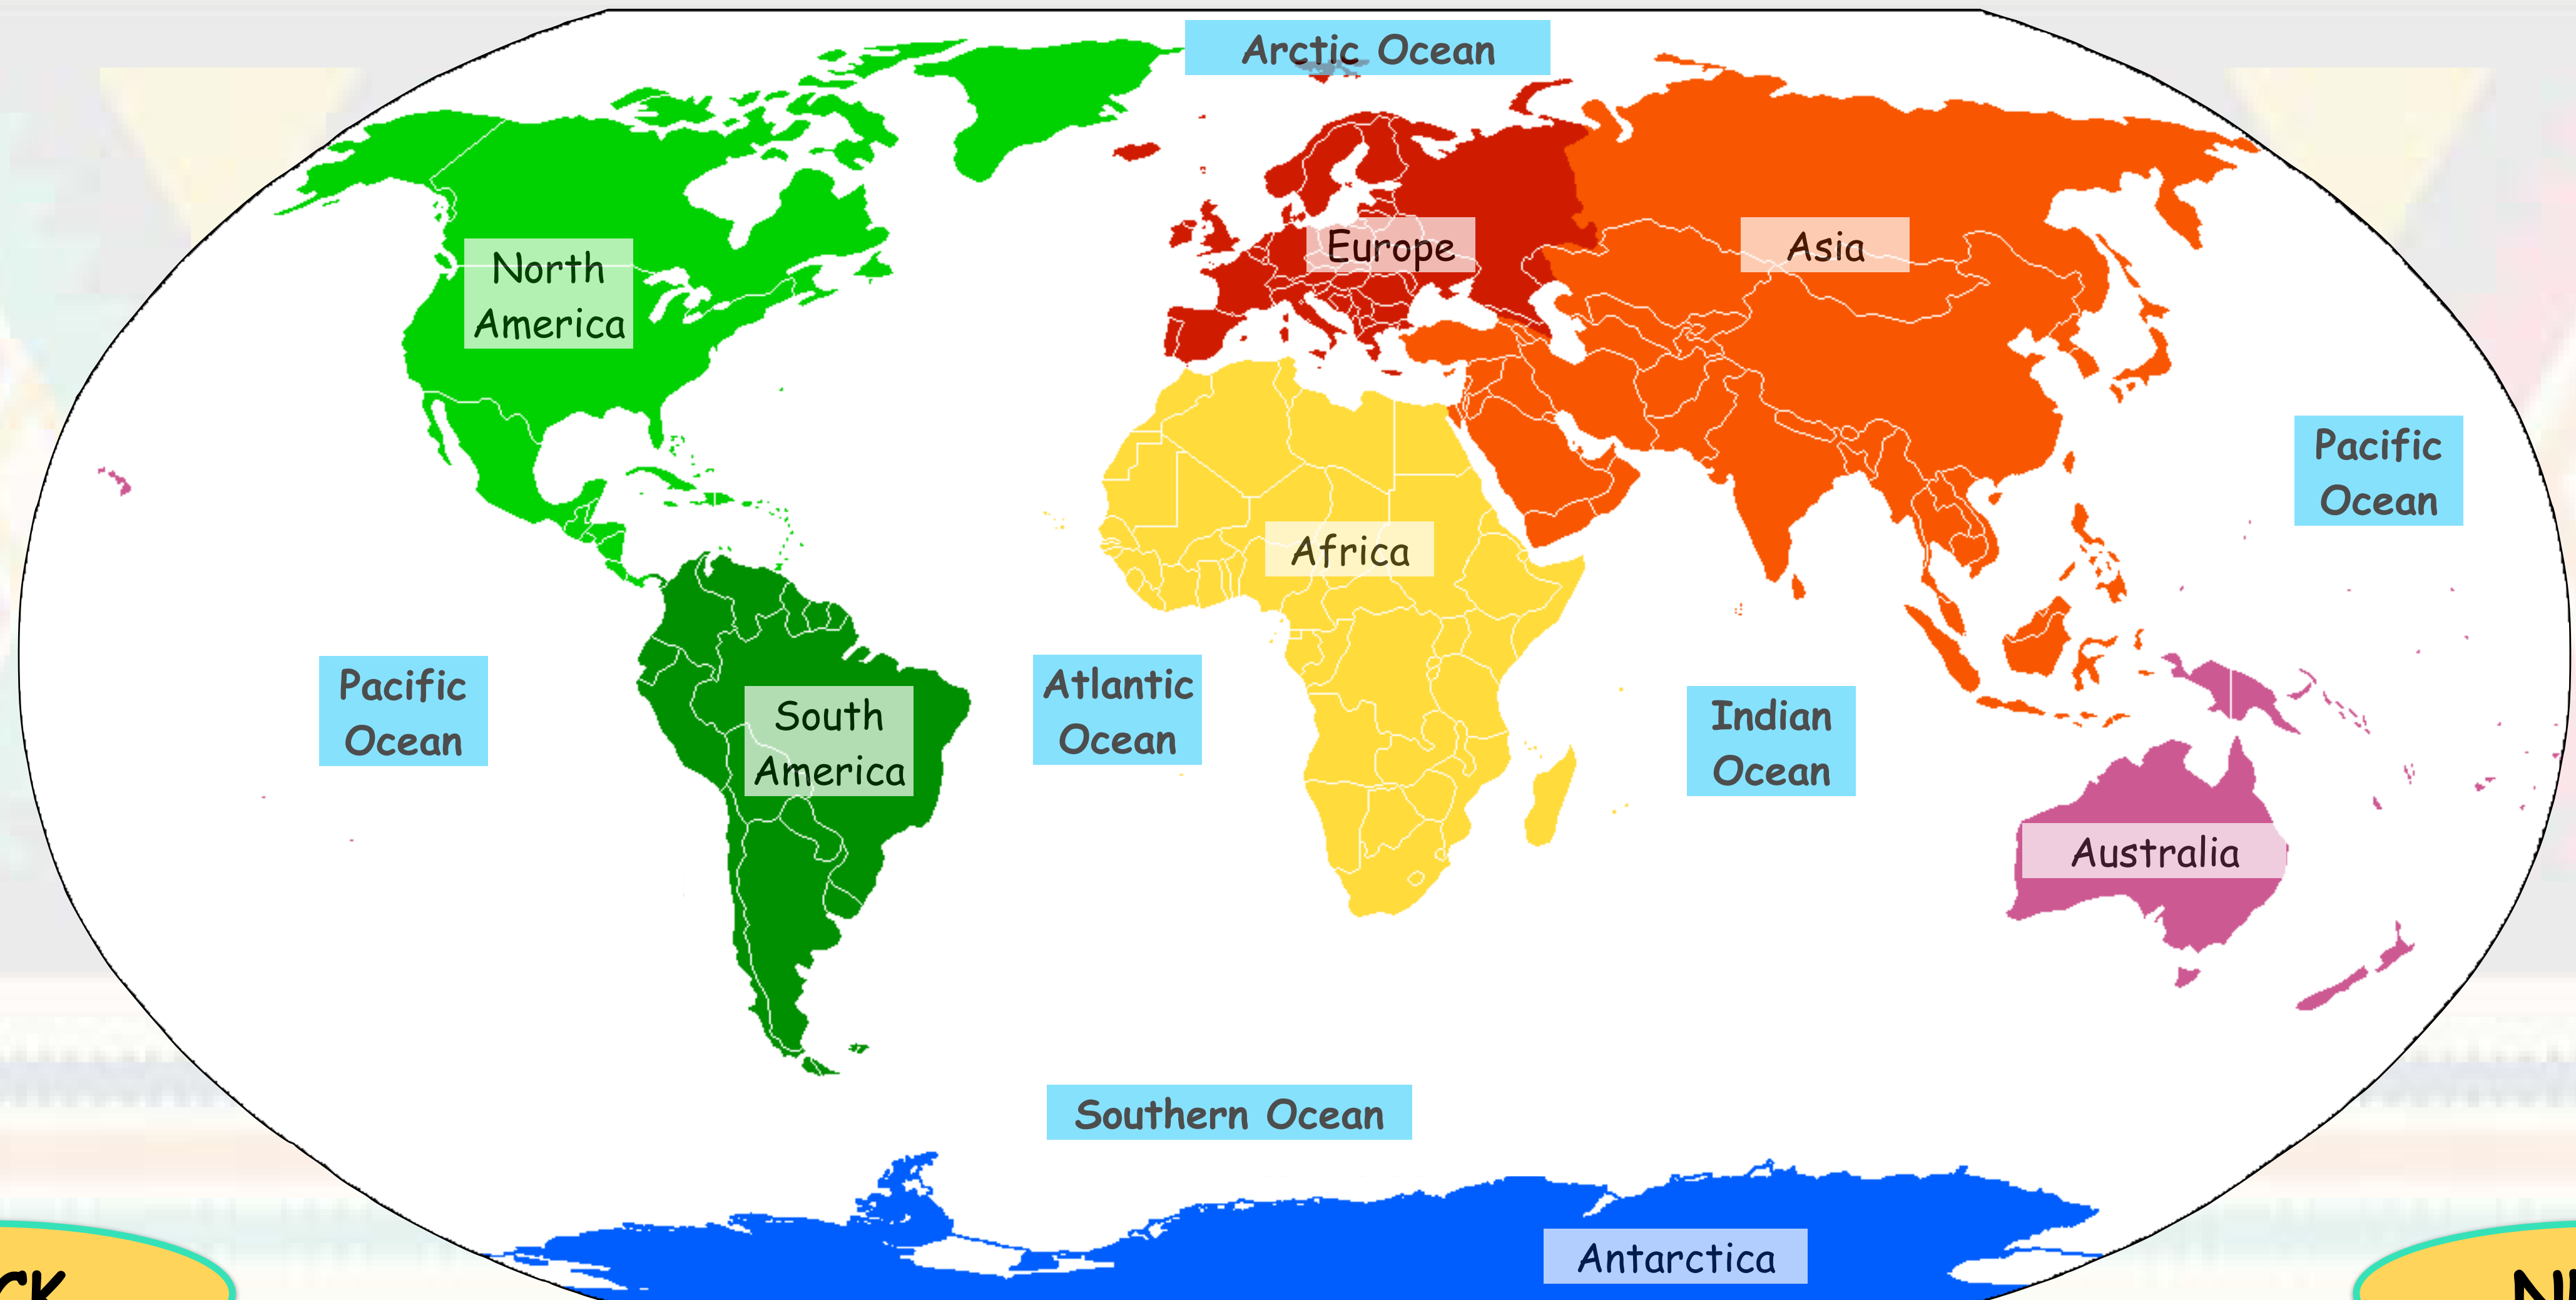 Arctic Ocean
North
America
Europe
Asia
Pacific
Ocean
Africa
Pacific
Ocean
Atlantic
Ocean
South
America
Indian
Ocean
Australia
Southern Ocean
Antarctica